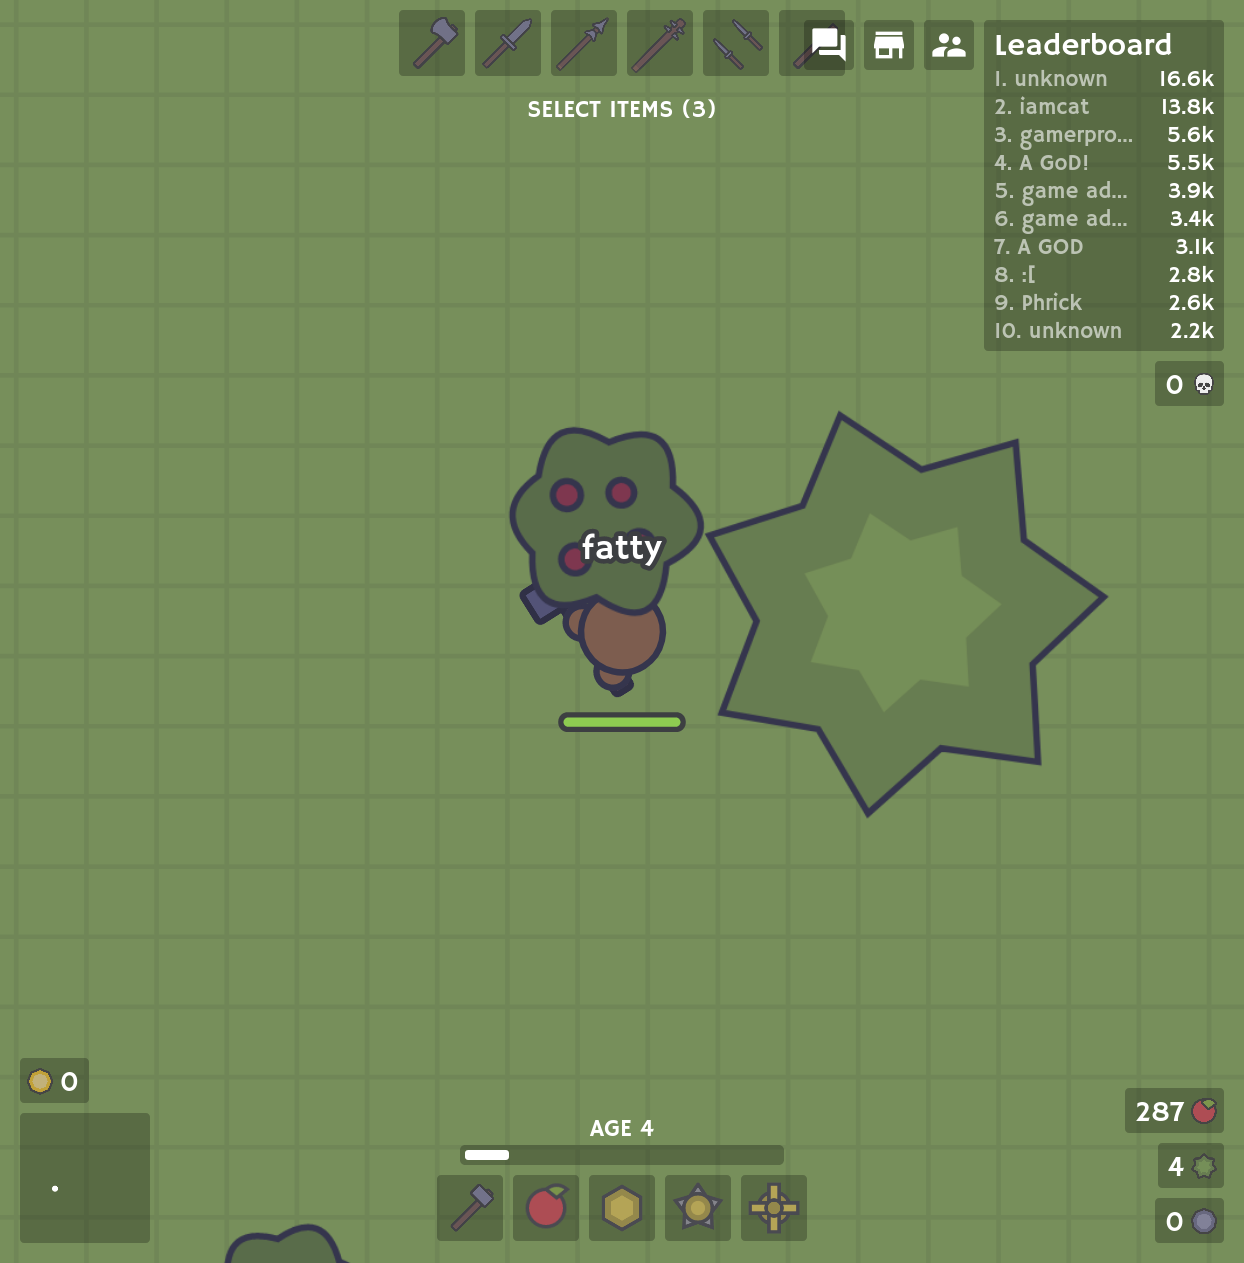 SELECT ITEMS (3)
Leaderboard
1. unknown 16.6k
2. iamcat 13.8k
3. gamerpro... 5.6k
4. A GoD! 5.5k
5. game ad... 3.9k
6. game ad... 3.4k
7. A GOD 3.1k
8. :[ 2.8k
9. Phrick 2.6k
10. unknown 2.2k
0
fatty
0
AGE 4
287
4
0